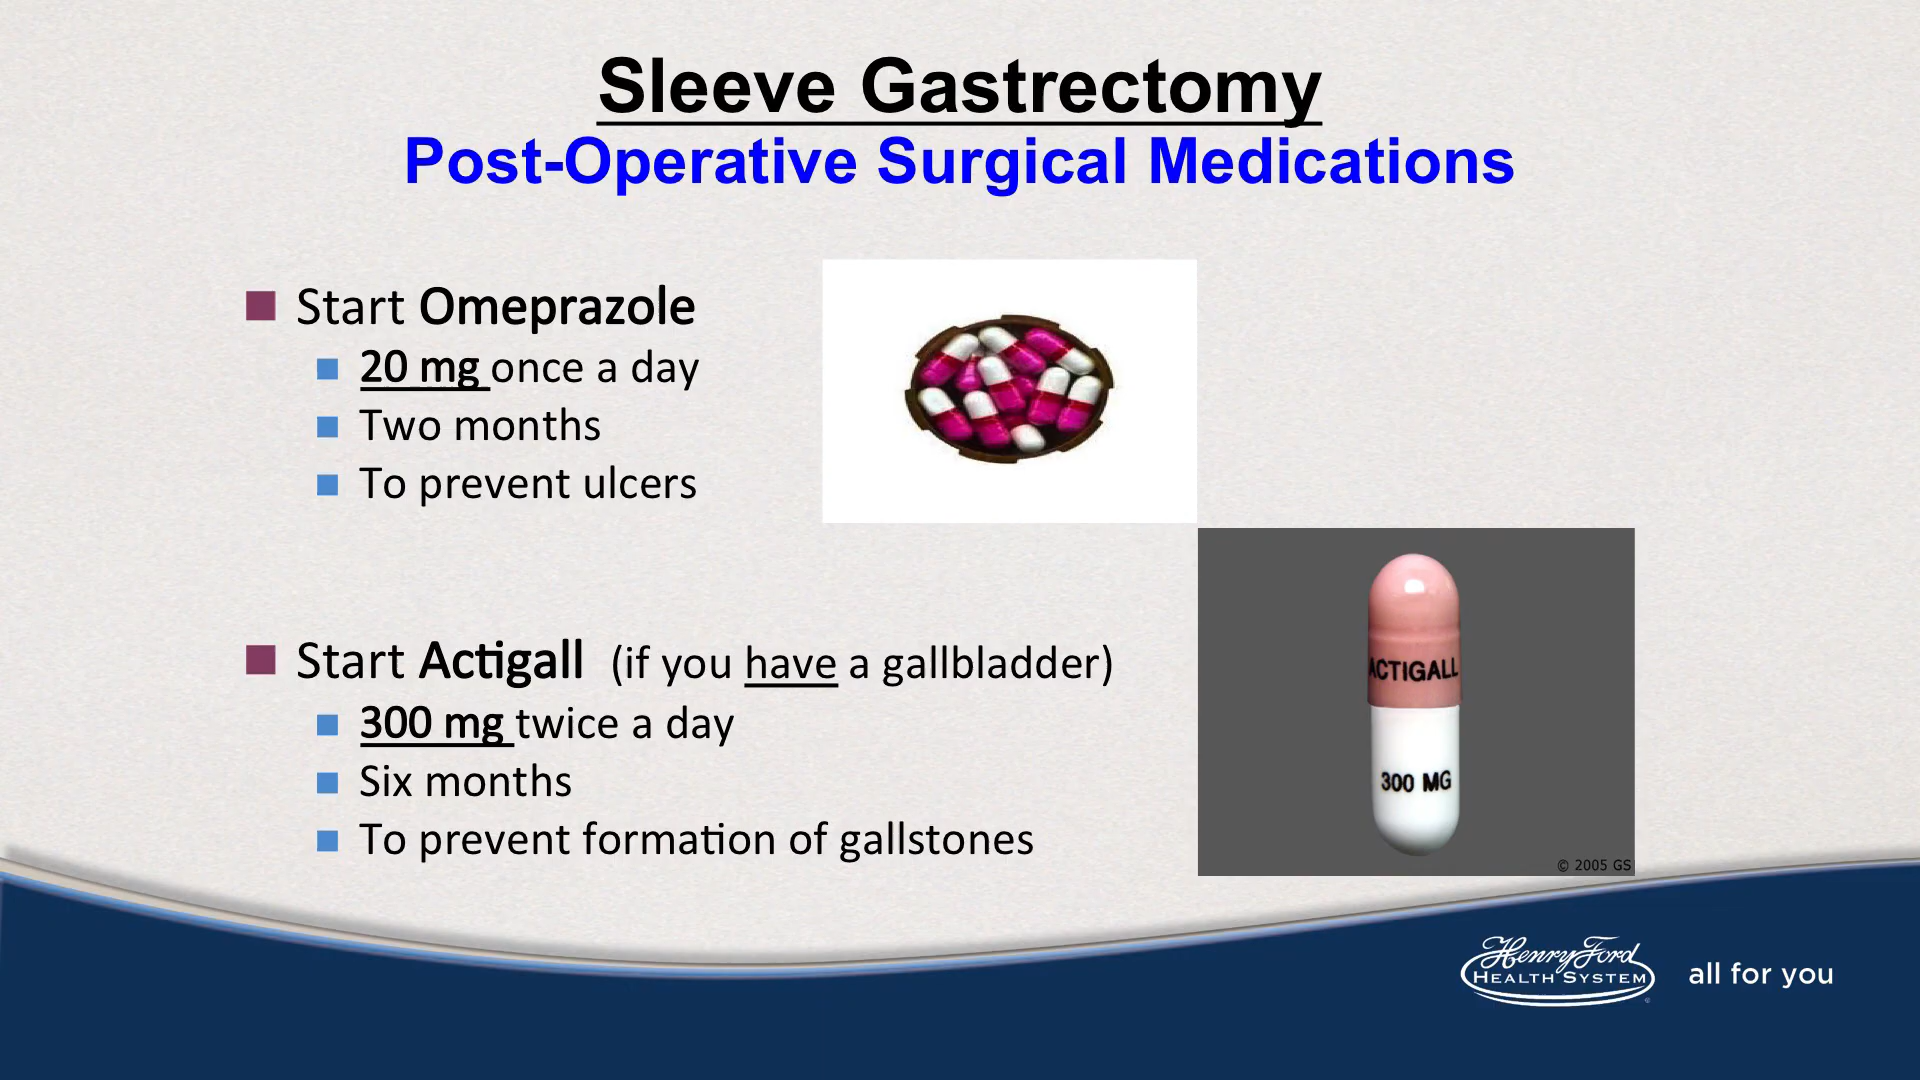 Sleeve Gastrectomy
Post-Operative Surgical Medications
Start Omeprazole
20 mg once a day
Two months
To prevent ulcers
Start Actigall (if you have a gallbladder)
300 mg twice a day
Six months
To prevent formation of gallstones
ACTIGALL
300 MG
© 2005 GS
Henry Ford
HEALTH SYSTEM
all for you